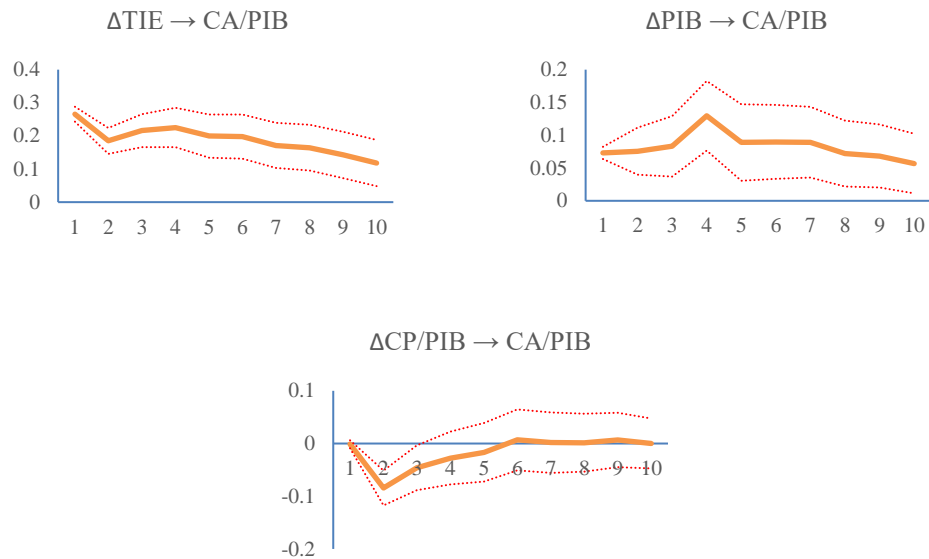 ΔTIE → CA/PIB
0.4
0.3
0.2
0.1
0
1 2 3 4 5 6 7 8 9 10
ΔPIB → CA/PIB
0.2
0.15
0.1
0.05
0
1 2 3 4 5 6 7 8 9 10
ΔCP/PIB → CA/PIB
0.1
0
-0.1
-0.2
1 2 3 4 5 6 7 8 9 10